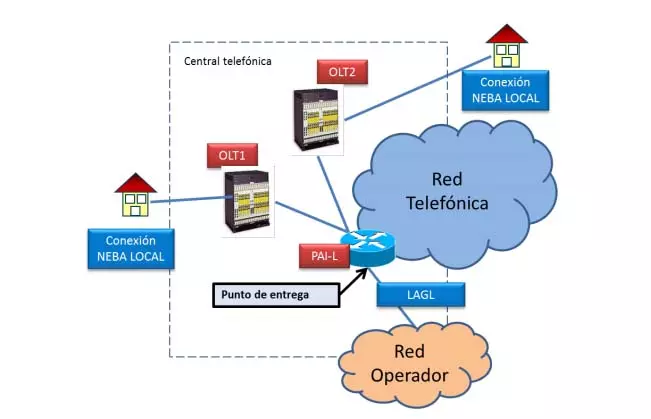 Central telefónica
OLT2
Conexión
NEBA LOCAL
OLT1
Red
Telefónica
Conexión
NEBA LOCAL
PAI-L
Punto de entrega
LAGL
Red
Operador